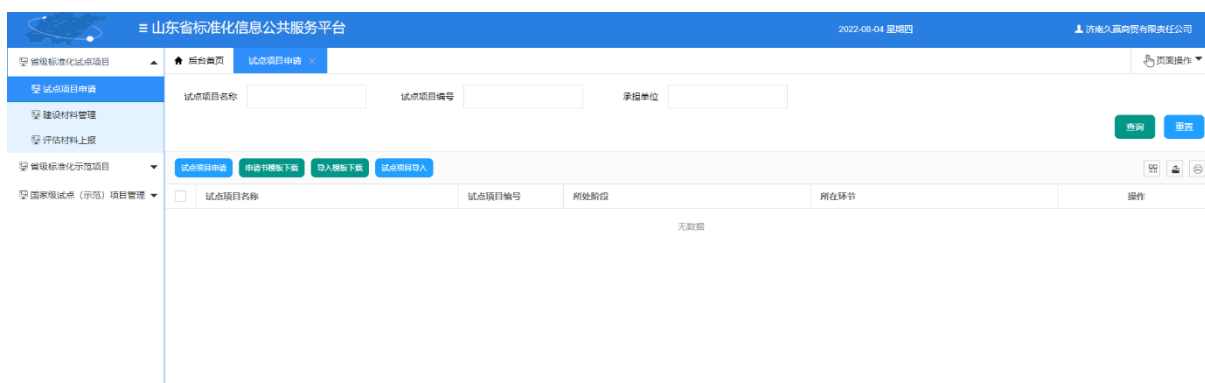 山东省标准化信息公共服务平台 2022-08-04 星期四 济南久赢商贸有限责任公司
省级标准化试点项目
试点项目申请
建设材料管理
评估材料上报
省级标准化示范项目
国家级试点（示范）项目管理
后台首页 试点项目申请 × 页面操作
试点项目名称 试点项目编号 承担单位
查询 重置
试点项目申请 申请书模板下载 导入模板下载 试点项目导入
试点项目名称 试点项目编号 所处阶段 所在环节 操作
无数据